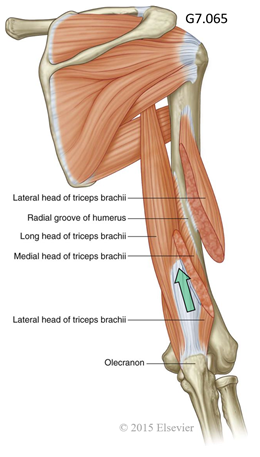 G7.065
Lateral head of triceps brachii
Radial groove of humerus
Long head of triceps brachii
Medial head of triceps brachii
Lateral head of triceps brachii
Olecranon
© 2015 Elsevier